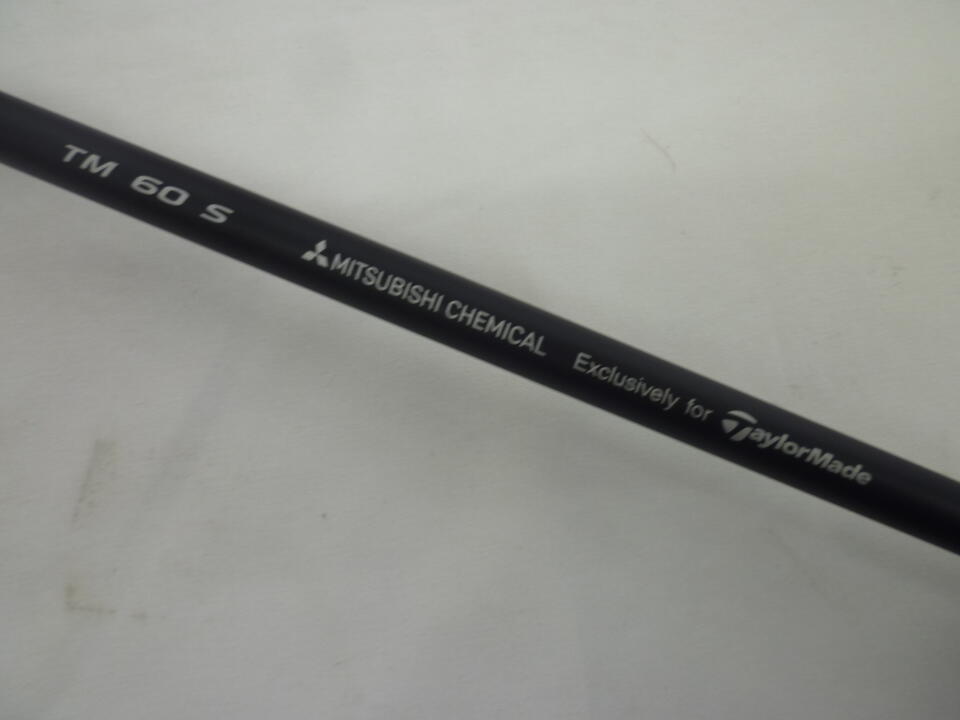 TM 60 S MITSUBISHI CHEMICAL Exclusively for TaylorMade